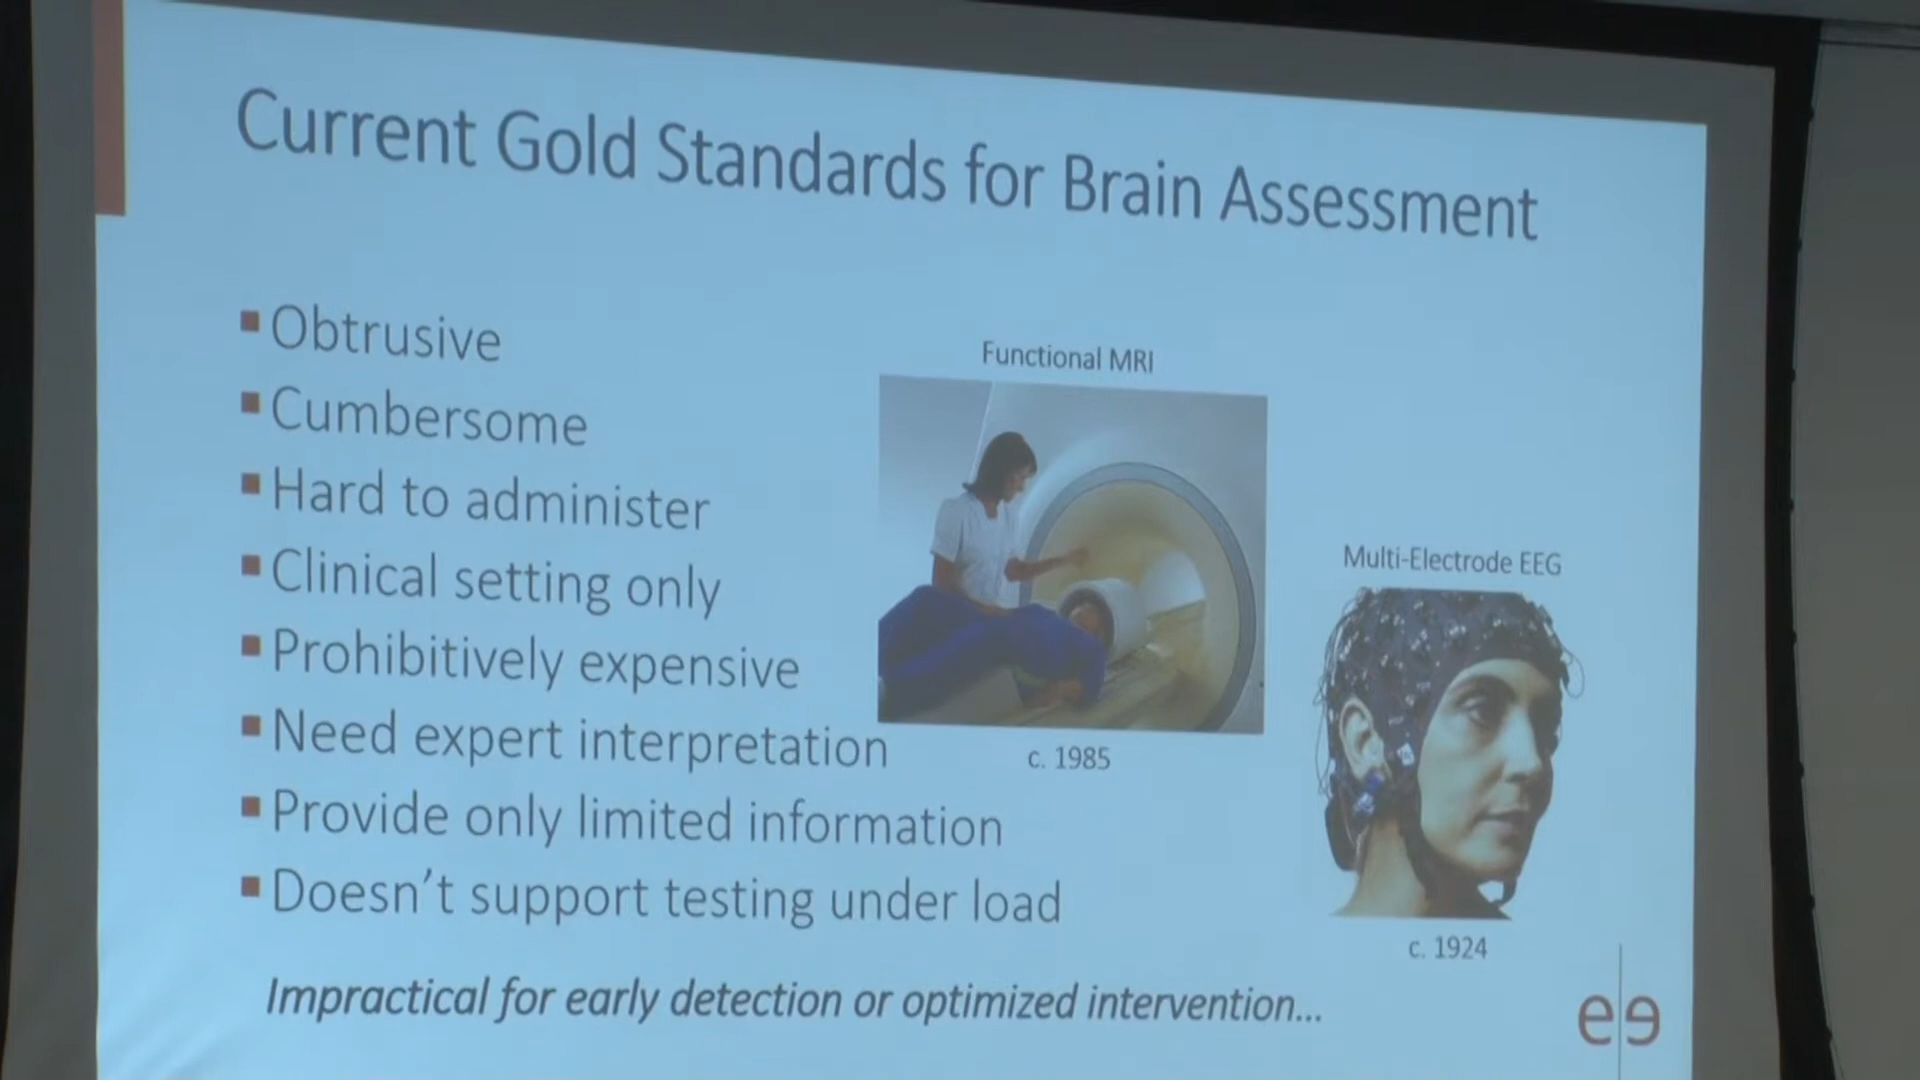 Current Gold Standards for Brain Assessment
Obtrusive
Cumbersome
Hard to administer
Clinical setting only
Prohibitively expensive
Need expert interpretation
Provide only limited information
Doesn't support testing under load
Impractical for early detection or optimized intervention...
Functional MRI
c. 1985
Multi-Electrode EEG
c. 1924